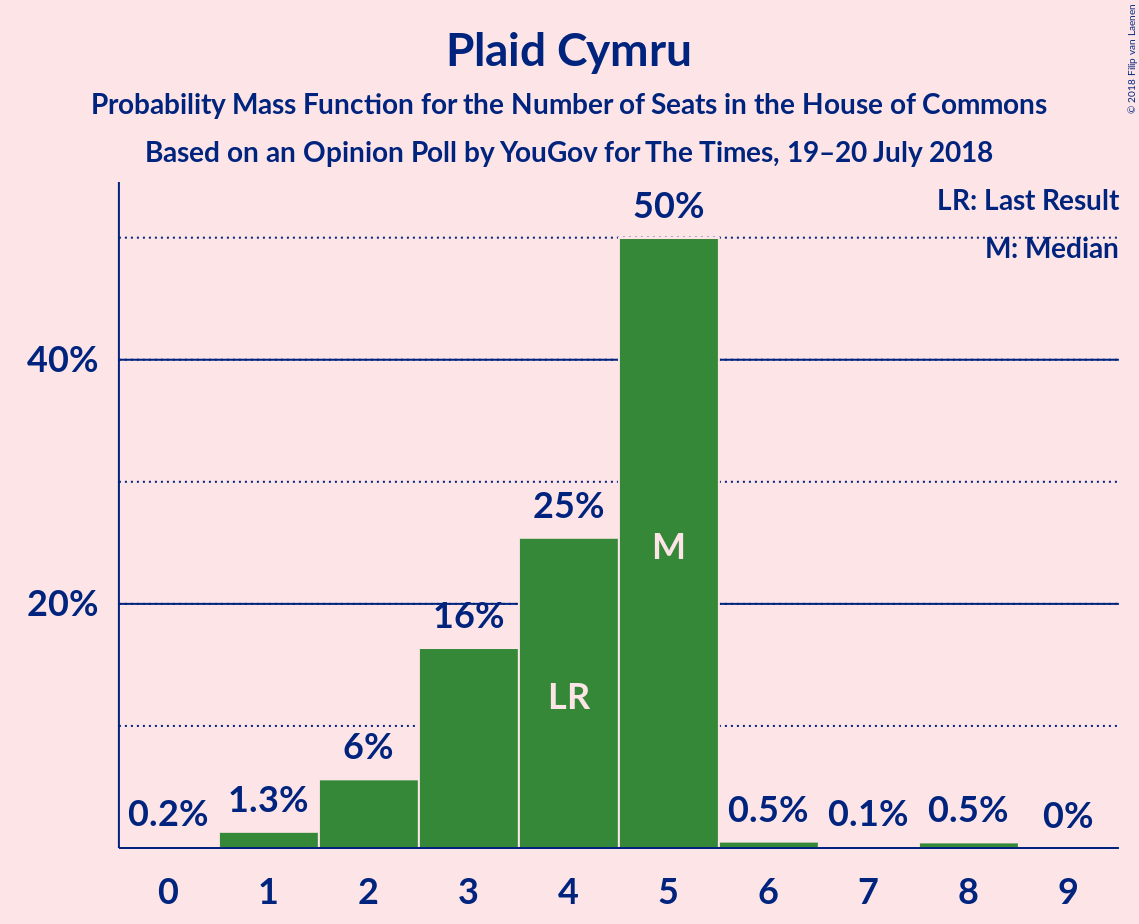 Plaid Cymru
Probability Mass Function for the Number of Seats in the House of Commons
Based on an Opinion Poll by YouGov for The Times, 19–20 July 2018
© 2018 Filip van Laenen
LR: Last Result
M: Median
50%
40%
25%
M
20%
16%
LR
6%
0.2%
1.3%
0.5%
0.1%
0.5%
0%
0 1 2 3 4 5 6 7 8 9